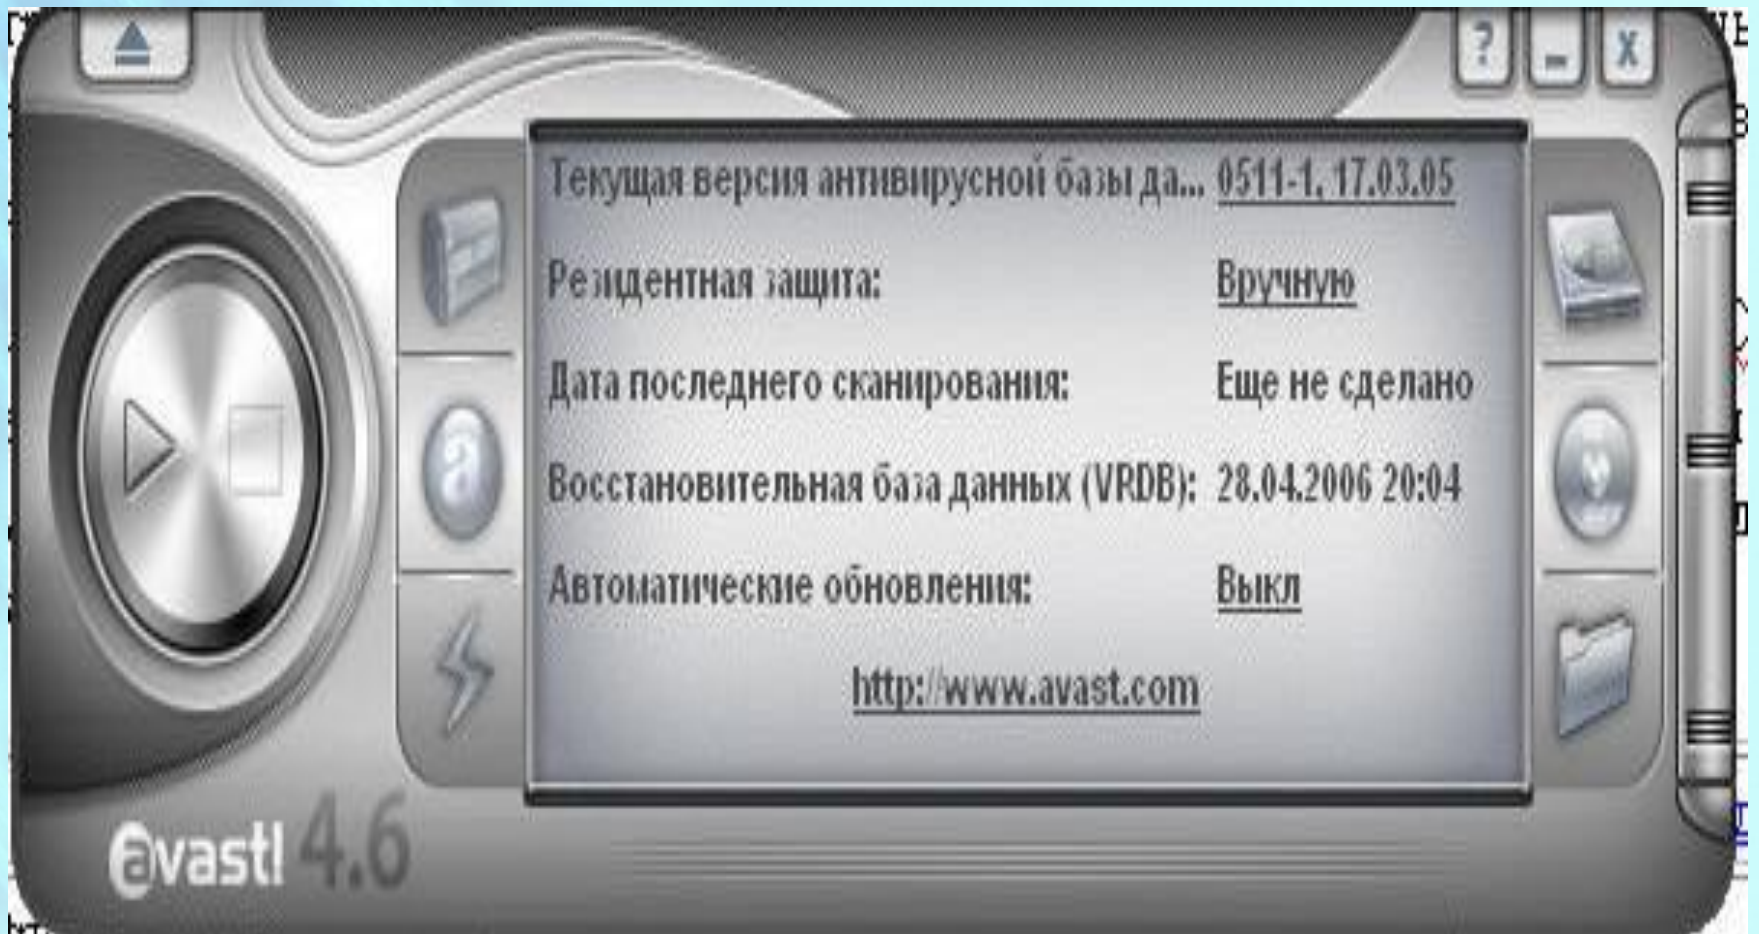 ?
x
Текущая версия антивирусной базы да... 0511-1, 17.03.05
Резидентная защита: Вручную
Дата последнего сканирования: Еще не сделано
Восстановительная база данных (VRDB): 28.04.2006 20:04
Автоматические обновления: Выкл
http://www.avast.com
avast! 4.6